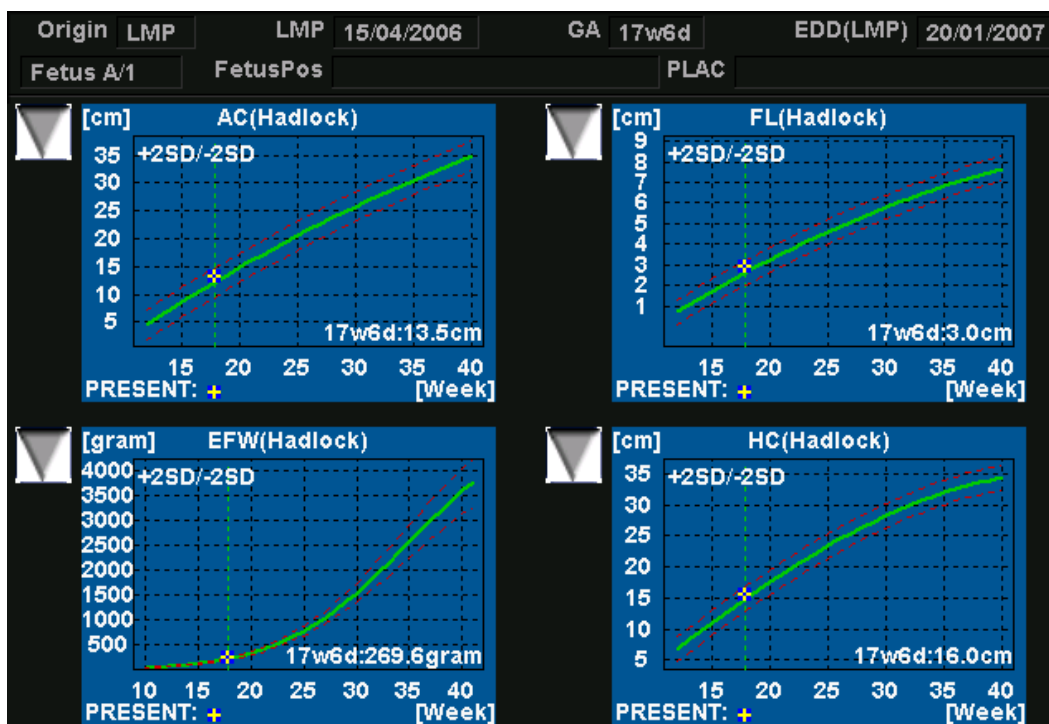 Origin LMP LMP 15/04/2006 GA 17w6d EDD(LMP) 20/01/2007
Fetus A/1 FetusPos PLAC
[cm] AC(Hadlock)
+2SD/-2SD
35
30
25
20
15
10
5
17w6d:13.5cm
15 20 25 30 35 40
PRESENT: [Week]
[cm] FL(Hadlock)
9
+2SD/-2SD
8
7
6
5
4
3
2
1
17w6d:3.0cm
15 20 25 30 35 40
PRESENT: [Week]
[gram] EFW(Hadlock)
4000 +2SD/-2SD
3500
3000
2500
2000
1500
1000
500
17w6d:269.6gram
10 15 20 25 30 35 40
PRESENT: [Week]
[cm] HC(Hadlock)
35 +2SD/-2SD
30
25
20
15
10
5 17w6d:16.0cm
15 20 25 30 35 40
PRESENT: [Week]